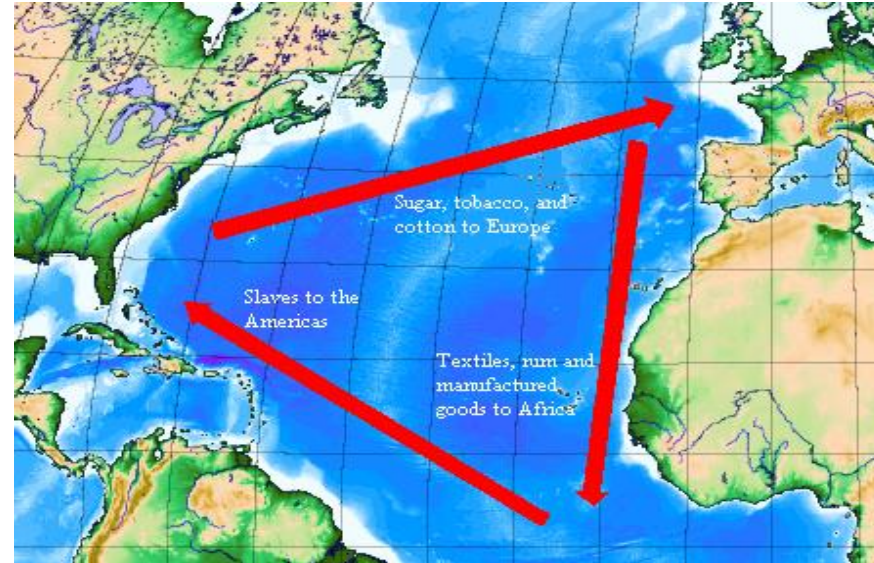 Sugar, tobacco, and
cotton to Europe
Slaves to the
Americas
Textiles, rum and
manufactured
goods to Africa